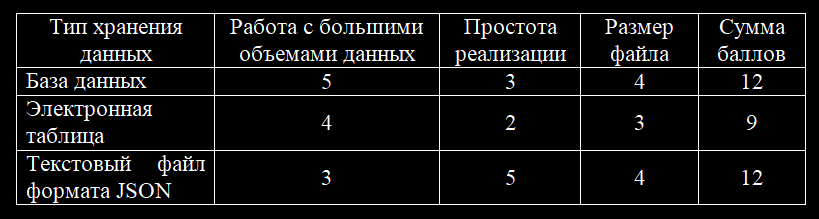 Тип хранения данных | Работа с большими объемами данных | Простота реализации | Размер файла | Сумма баллов
База данных | 5 | 3 | 4 | 12
Электронная таблица | 4 | 2 | 3 | 9
Текстовый файл формата JSON | 3 | 5 | 4 | 12